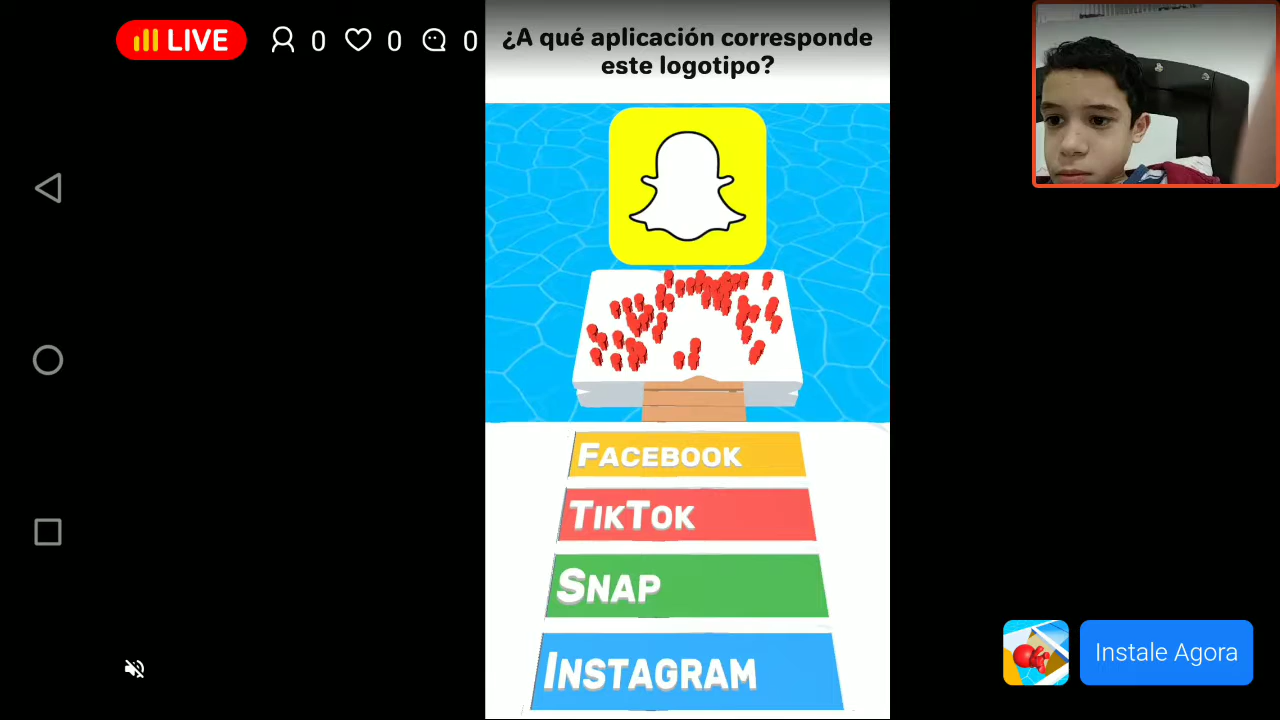 LIVE 0 0 0
¿A qué aplicación corresponde
este logotipo?
FACEBOOK
TIKTOK
SNAP
INSTAGRAM
Instale Agora